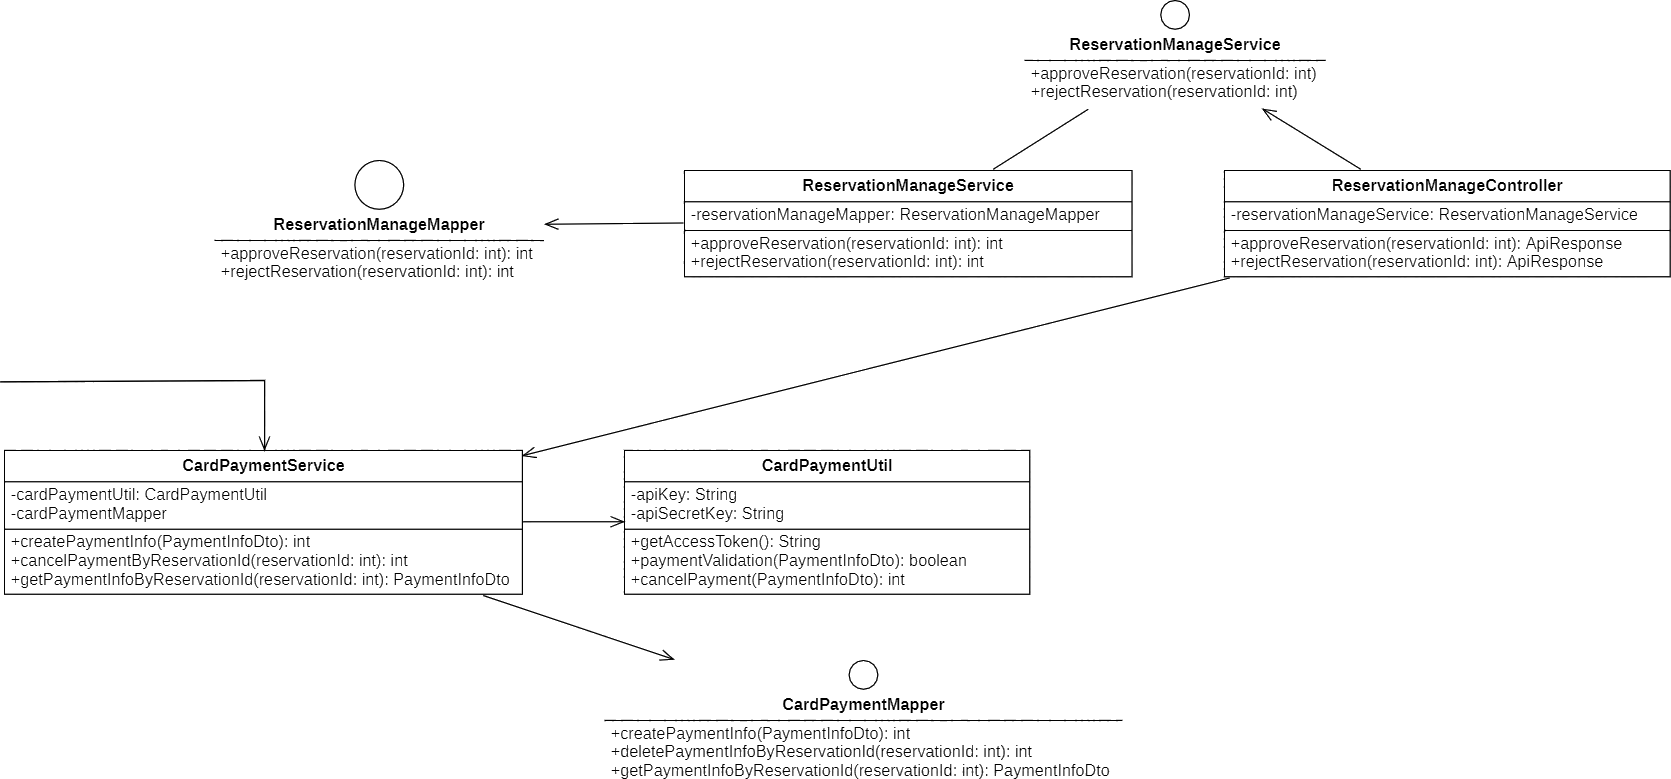 ReservationManageService
+approveReservation(reservationId: int)
+rejectReservation(reservationId: int)
ReservationManageMapper
+approveReservation(reservationId: int): int
+rejectReservation(reservationId: int): int
ReservationManageService
-reservationManageMapper: ReservationManageMapper
+approveReservation(reservationId: int): int
+rejectReservation(reservationId: int): int
ReservationManageController
-reservationManageService: ReservationManageService
+approveReservation(reservationId: int): ApiResponse
+rejectReservation(reservationId: int): ApiResponse
CardPaymentService
-cardPaymentUtil: CardPaymentUtil
-cardPaymentMapper
+createPaymentInfo(PaymentInfoDto): int
+cancelPaymentByReservationId(reservationId: int): int
+getPaymentInfoByReservationId(reservationId: int): PaymentInfoDto
CardPaymentUtil
-apiKey: String
-apiSecretKey: String
+getAccessToken(): String
+paymentValidation(PaymentInfoDto): boolean
+cancelPayment(PaymentInfoDto): int
CardPaymentMapper
+createPaymentInfo(PaymentInfoDto): int
+deletePaymentInfoByReservationId(reservationId: int): int
+getPaymentInfoByReservationId(reservationId: int): PaymentInfoDto